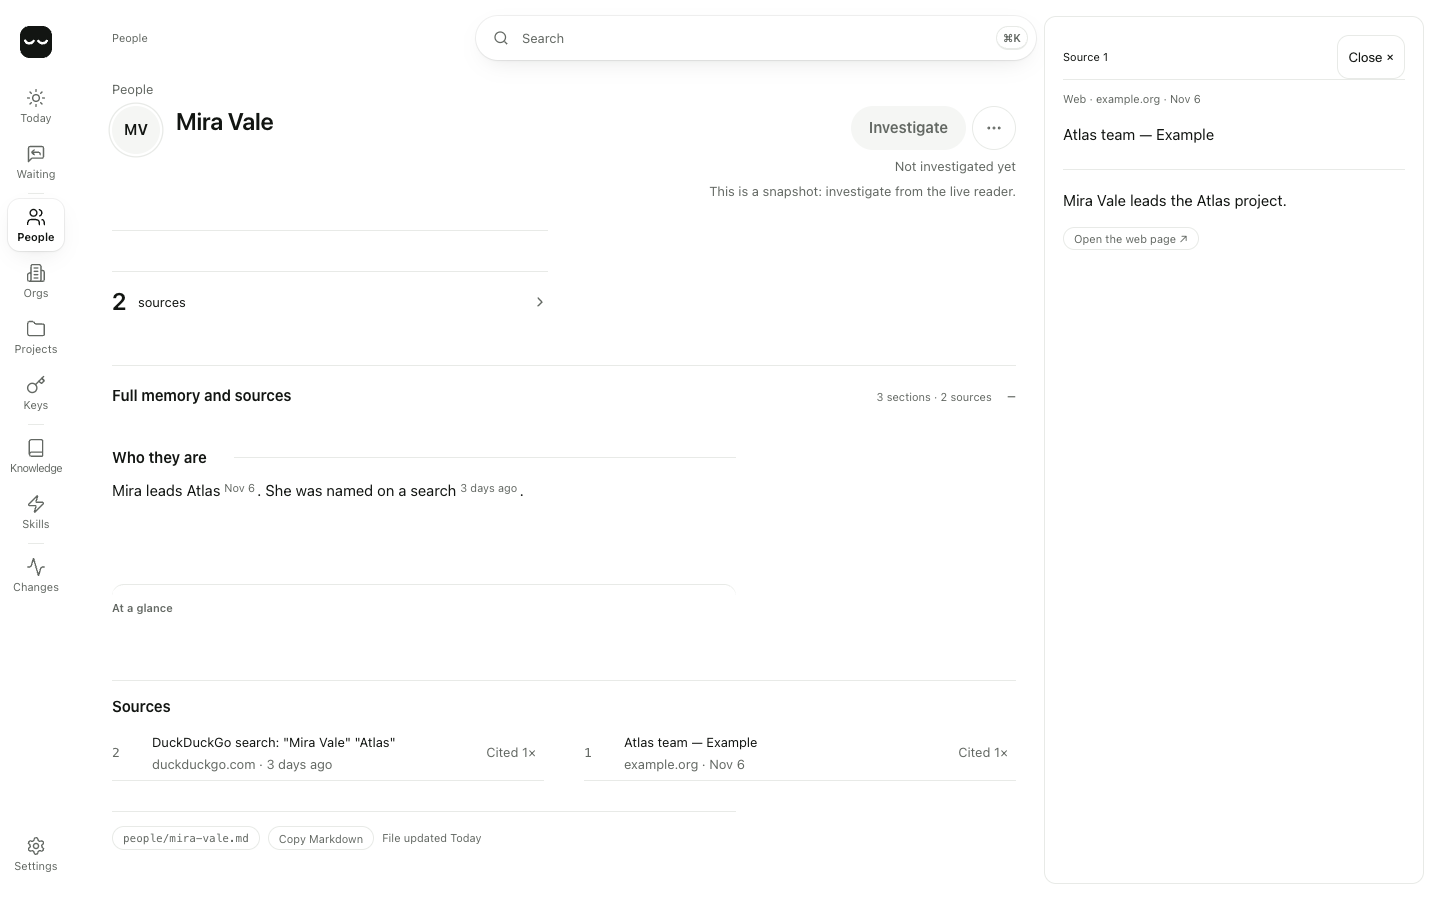 Today
Waiting
People
Orgs
Projects
Keys
Knowledge
Skills
Changes
Settings
People
Search
⌘K
People
MV
Mira Vale
Investigate
Not investigated yet
This is a snapshot: investigate from the live reader.
2 sources
Full memory and sources
3 sections · 2 sources –
Who they are
Mira leads Atlas Nov 6 . She was named on a search 3 days ago .
At a glance
Sources
2
DuckDuckGo search: "Mira Vale" "Atlas"
duckduckgo.com · 3 days ago
Cited 1×
1
Atlas team — Example
example.org · Nov 6
Cited 1×
people/mira-vale.md
Copy Markdown
File updated Today
Source 1
Close ×
Web · example.org · Nov 6
Atlas team — Example
Mira Vale leads the Atlas project.
Open the web page ↗